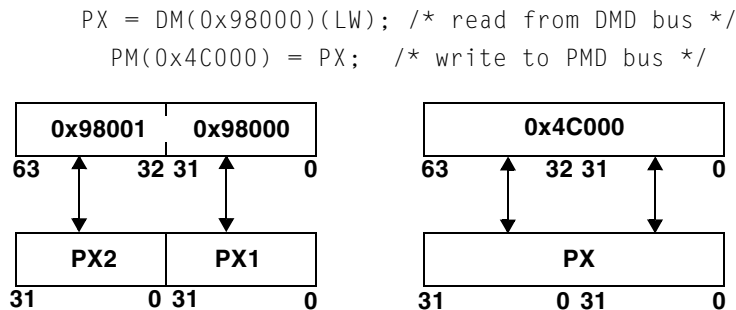 PX = DM(0x98000)(LW); /* read from DMD bus */
PM(0x4C000) = PX; /* write to PMD bus */
0x98001 0x98000 0x4C000
63 32 31 0 63 32 31 0
PX2 PX1 PX
31 0 31 0 31 0 31 0